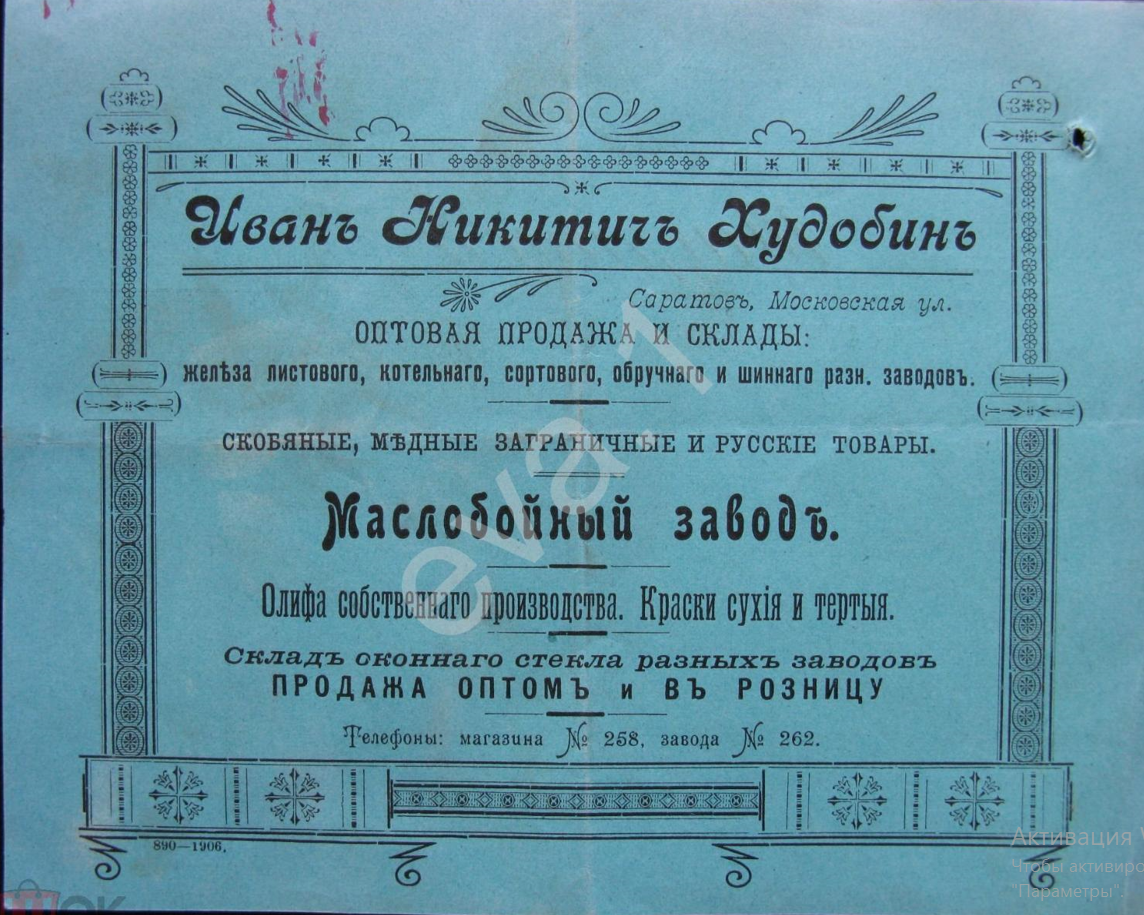 Иванъ Никитичъ Худобинъ
Саратовъ, Московская ул.
ОПТОВАЯ ПРОДАЖА И СКЛАДЫ:
желѣза листового, котельнаго, сортового, обручнаго и шиннаго разн. заводовъ.
СКОБЯНЫЕ, МѢДНЫЕ ЗАГРАНИЧНЫЕ И РУССКІЕ ТОВАРЫ.
Маслобойный заводъ.
Олифа собственнаго производства. Краски сухія и тертыя.
Складъ оконнаго стекла разныхъ заводовъ
ПРОДАЖА ОПТОМЪ и ВЪ РОЗНИЦУ
Телефоны: магазина № 258, завода № 262.
890—1906.
eva.1
Активация
Чтобы активиро
"Параметры".